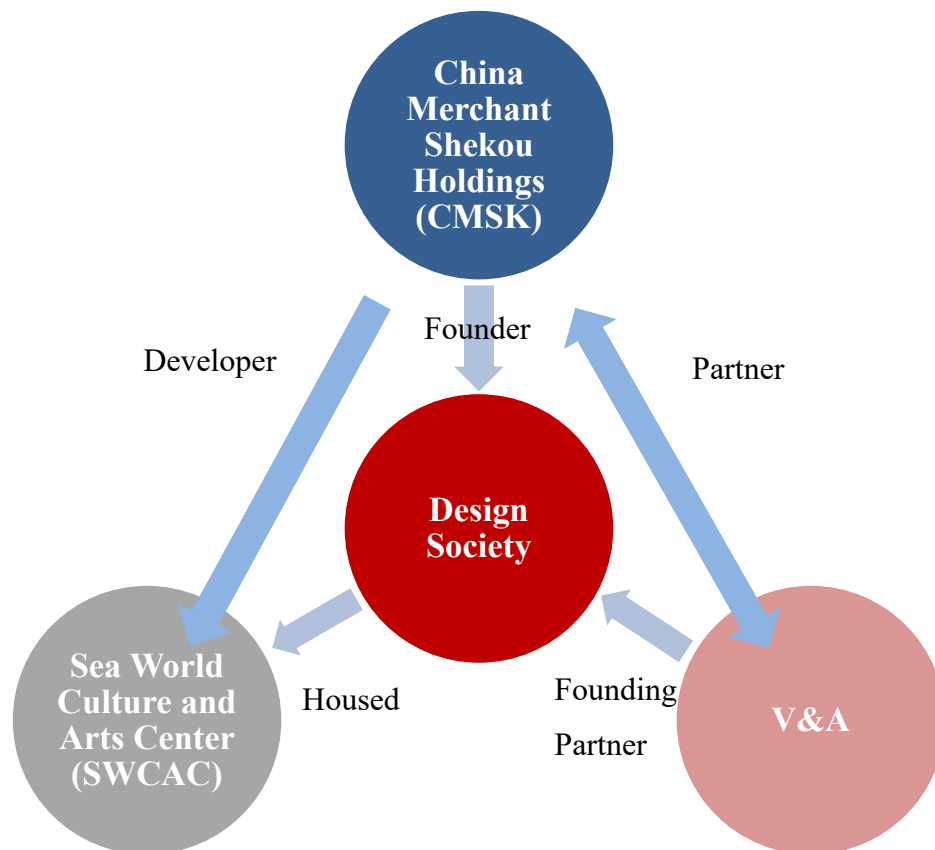 China
Merchant
Shekou
Holdings
(CMSK)
Founder
Developer
Partner
Design
Society
Sea World
Culture and
Arts Center
(SWCAC)
Housed
Founding
Partner
V&A